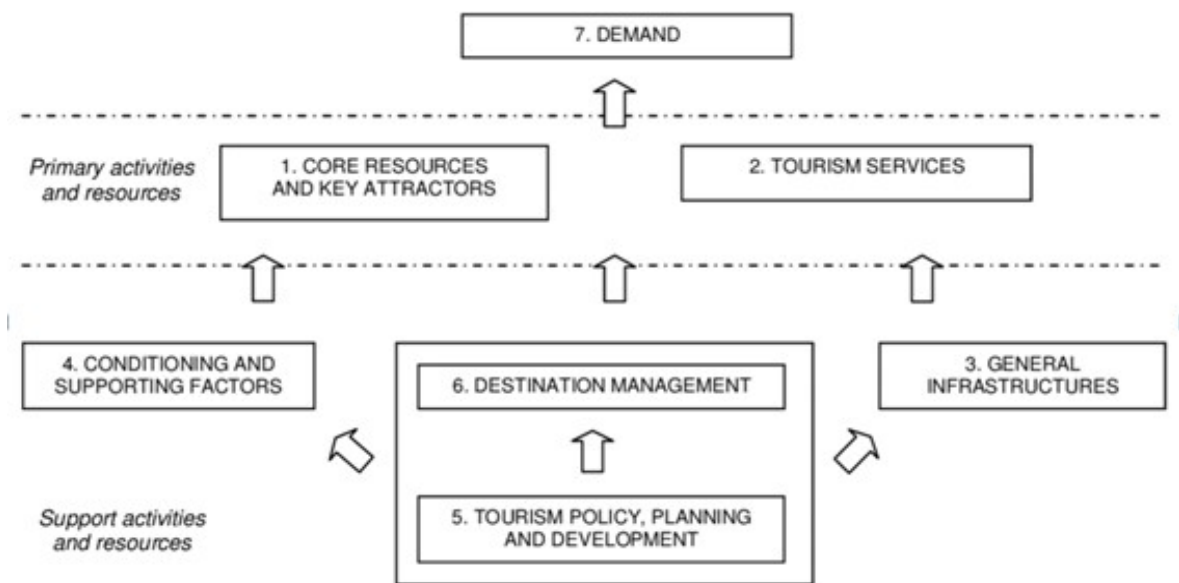 7. DEMAND
Primary activities
and resources
1. CORE RESOURCES
AND KEY ATTRACTORS
2. TOURISM SERVICES
4. CONDITIONING AND
SUPPORTING FACTORS
6. DESTINATION MANAGEMENT
3. GENERAL
INFRASTRUCTURES
5. TOURISM POLICY, PLANNING
AND DEVELOPMENT
Support activities
and resources